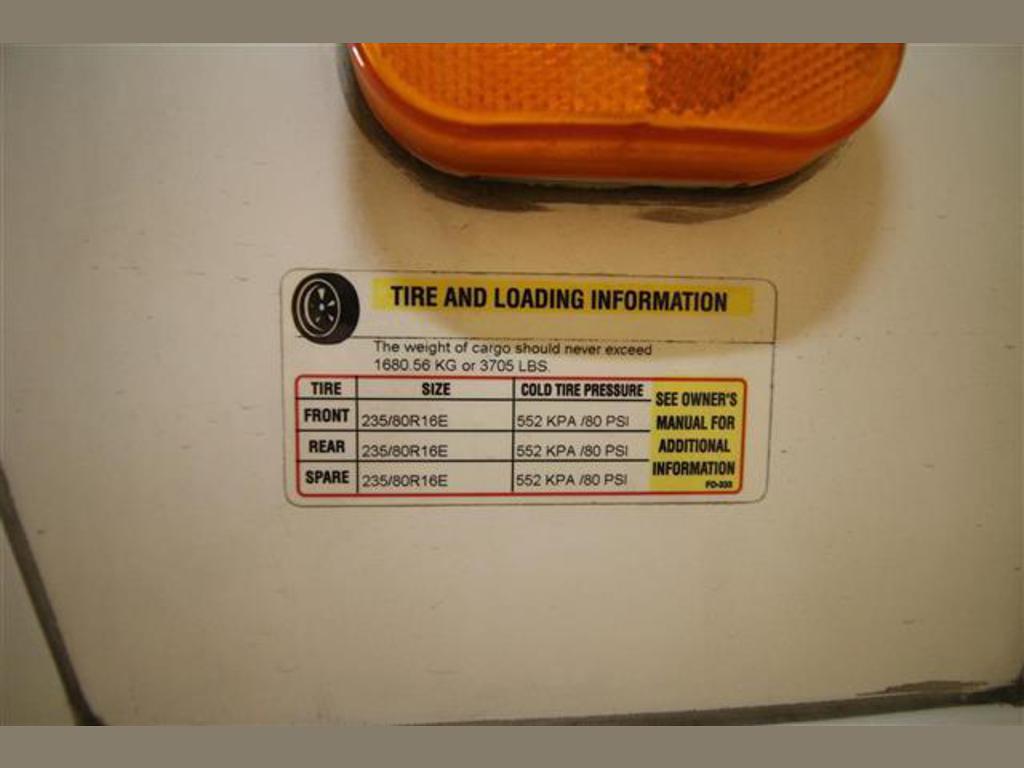 TIRE AND LOADING INFORMATION
The weight of cargo should never exceed
1680.56 KG or 3705 LBS.
TIRE SIZE COLD TIRE PRESSURE
FRONT 235/80R16E 552 KPA /80 PSI
REAR 235/80R16E 552 KPA /80 PSI
SPARE 235/80R16E 552 KPA /80 PSI
SEE OWNER'S
MANUAL FOR
ADDITIONAL
INFORMATION